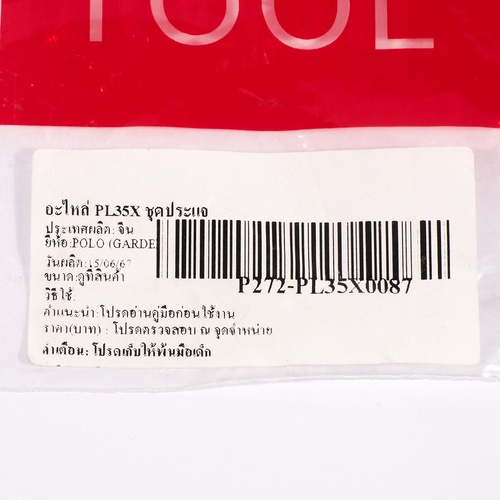 TOOL
อะไหล่ PL35X ชุดประแจ
ประเทศผลิต: จีน
ยี่ห้อ:POLO (GARDE
วันผลิต:15/06/67
ขนาด:ดูที่สินค้า
P272-PL35X0087
วิธีใช้:
คำแนะนำ:โปรดอ่านคู่มือก่อนใช้งาน
ราคา(บาท) : โปรดตรวจสอบ ณ จุดจำหน่าย
คำเตือน: โปรดเก็บให้พ้นมือเด็ก